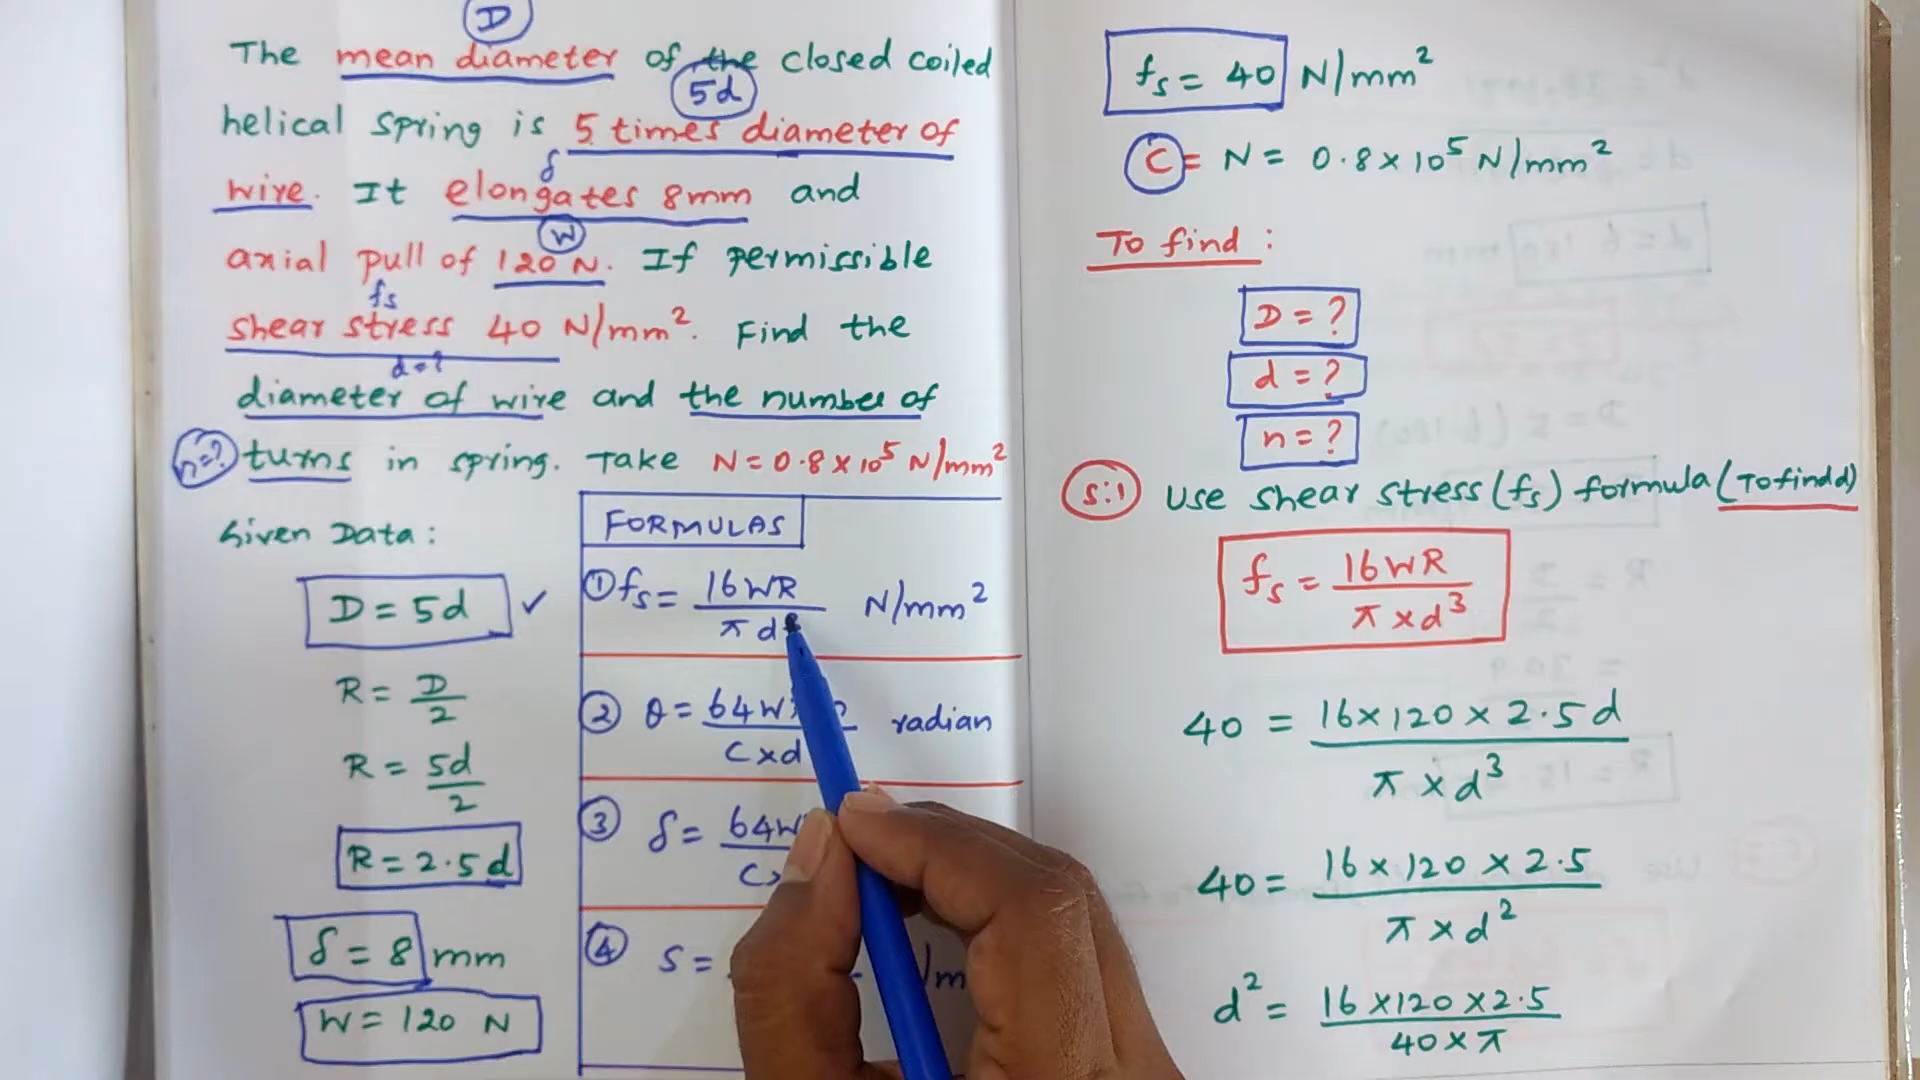 D
The mean diameter of the closed coiled
5d
helical spring is 5 times diameter of
δ
wire. It elongates 8mm and
W
axial pull of 120 N. If permissible
fs
shear stress 40 N/mm². Find the
d=?
diameter of wire and the number of
n=? turns in spring. Take N = 0.8 x 10⁵ N/mm²
Given Data:
D = 5d ✓
R = D/2
R = 5d/2
R = 2.5d
δ = 8 mm
W = 120 N
FORMULAS
① fs = 16WR / πd N/mm²
② θ = 64W / C x d radian
③ δ = 64W / C
④ S =
fs = 40 N/mm²
C = N = 0.8 x 10⁵ N/mm²
To find:
D = ?
d = ?
n = ?
S:1 Use shear stress (fs) formula (To find d)
fs = 16WR / π x d³
40 = 16 x 120 x 2.5d / π x d³
40 = 16 x 120 x 2.5 / π x d²
d² = 16 x 120 x 2.5 / 40 x π